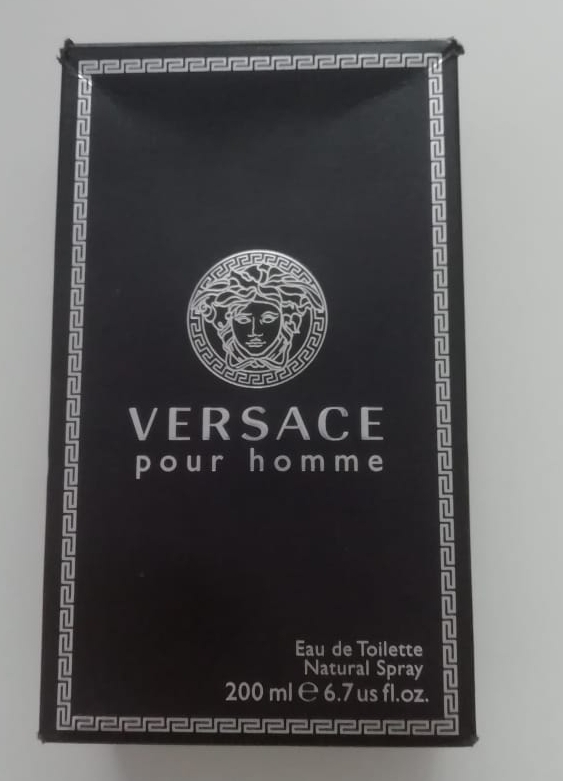 VERSACE
pour homme
Eau de Toilette
Natural Spray
200 ml ℮ 6.7 us fl.oz.